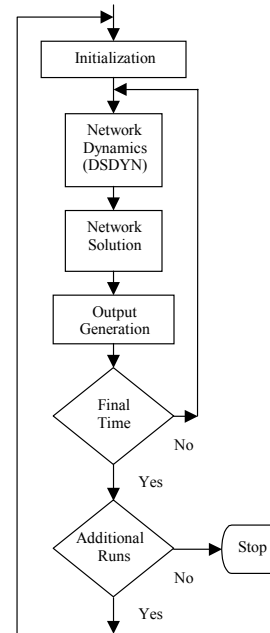 Initialization
Network
Dynamics
(DSDYN)
Network
Solution
Output
Generation
Final
Time
No
Yes
Additional
Runs
Stop
No
Yes